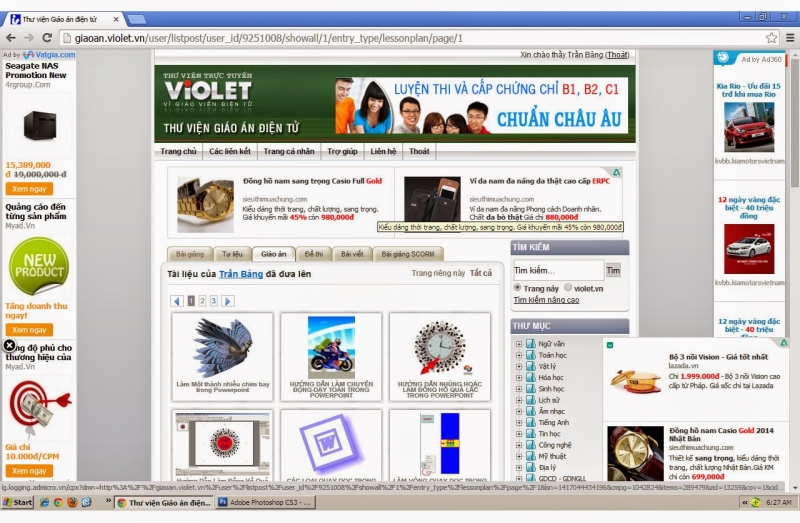 Thư viện Giáo án điện tử
giaoan.violet.vn/user/listpost/user_id/9251008/showall/1/entry_type/lessonplan/page/1
Ad by Vatgia.com
Seagate NAS
Promotion New
4rgroup.Com
15,389,000
đ 19,000,000 đ
Xem ngay
Quảng cáo đến
từng sản phẩm
Myad.Vn
NEW
PRODUCT
Tăng doanh thu
ngay!
Xem ngay
độ phủ cho
thương hiệu của
Myad.Vn
Giá chỉ
10.000đ/CPM
Xem ngay
Xin chào thầy Trần Bảng (Thoát)
THƯ VIỆN TRỰC TUYẾN
ViOLET
VÌ GIÁO VIÊN ĐIỆN TỬ
THƯ VIỆN GIÁO ÁN ĐIỆN TỬ
LUYỆN THI VÀ CẤP CHỨNG CHỈ B1, B2, C1
CHUẨN CHÂU ÂU
Trang chủ Các liên kết Trang cá nhân Trợ giúp Liên hệ Thoát
Đồng hồ nam sang trọng Casio Full Gold
sieuthimuachung.com
Kiểu dáng thời trang, chất lượng, sang trọng.
Giá khuyến mãi 45% còn 980,000đ
Ví da nam đa năng da thật cao cấp ERPC
sieuthimuachung.com
Ví da nam đa năng Phong cách Doanh nhân.
Chất da bò thật Giá chỉ 880,000đ
Kiểu dáng thời trang, chất lượng, sang trọng. Giá khuyến mãi 45% còn 980,000đ
Bài giảng Tư liệu Giáo án Đề thi Bài viết Bài giảng SCORM
Tài liệu của Trần Bảng đã đưa lên
Trang riêng này Tất cả
1 2 3
Làm Một thành nhiều chim bay
trong Powerpoint
HƯỚNG DẪN LÀM CHUYỂN
ĐỘNG-DAY TOÁN TRONG
POWERPOINT
HƯỚNG DẪN NHÚNG HOẶC
LÀM ĐỒNG HỒ QUẢ LẮC
TRONG POWERPOINT
TÌM KIẾM
Tìm kiếm... Tìm
Trang này violet.vn
Tìm kiếm nâng cao
THƯ MỤC
Ngữ văn
Toán học
Vật lý
Hóa học
Sinh học
Lịch sử
Âm nhạc
Tiếng Anh
Tin học
Công nghệ
Mỹ thuật
Địa lý
GDCD - GDNGLL
Ad by Ad360
Kia Rio - Ưu đãi 15
trở khi mua Rio
kvbb.kiamotorsvietnam
12 ngày vàng đặc
biệt - 40 triệu
đồng
kvbb.kiamotorsvietnam
12 ngày vàng đặc
biệt - 40 triệu
Bộ 3 nồi Vision - Giá tốt nhất
lazada.vn
Chỉ 1.999.000đ - Bộ 3 nồi Vision cao
cấp từ Pháp. Giá sốc chỉ tại Lazada
Đồng hồ nam Casio Gold 2014
Nhật Bản
sieuthimuachung.com
Thiết kế sang trọng, kiểu dáng thời
trang, chất lượng Nhật Bản.Giá KM
chỉ còn 699,000đ
Start
Thư viện Giáo án điện...
Adobe Photoshop CS3 - ...
6:27 AM